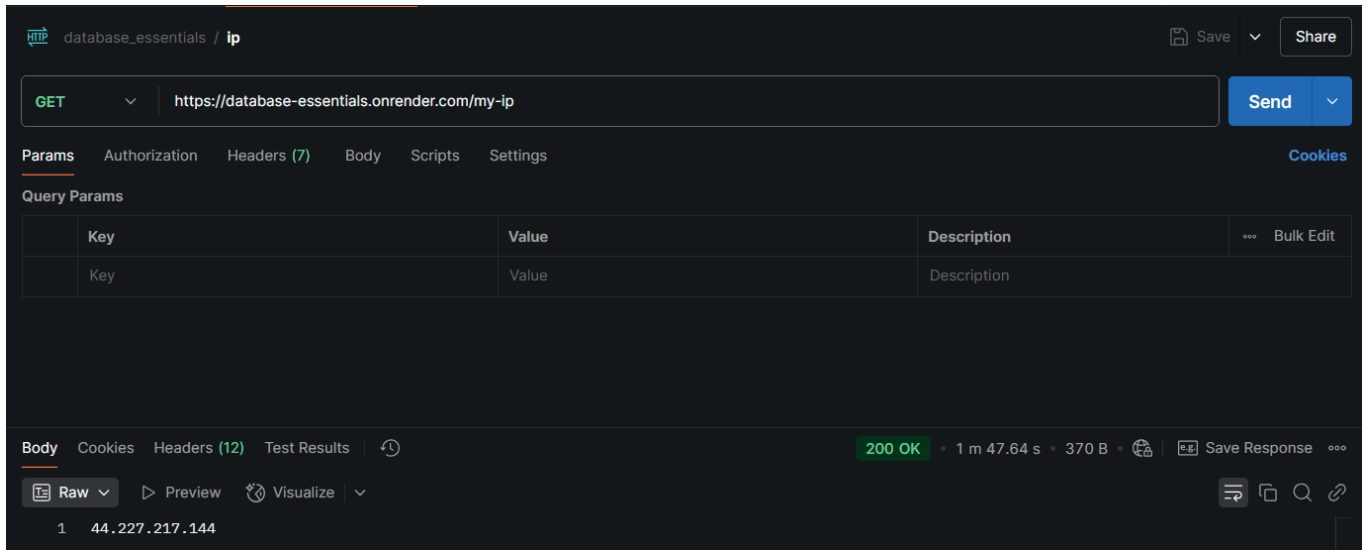 HTTP database_essentials / ip Save Share
GET https://database-essentials.onrender.com/my-ip Send
Params Authorization Headers (7) Body Scripts Settings Cookies
Query Params
Key Value Description Bulk Edit
Key Value Description
Body Cookies Headers (12) Test Results 200 OK • 1 m 47.64 s • 370 B • e.g. Save Response
Raw Preview Visualize
1 44.227.217.144